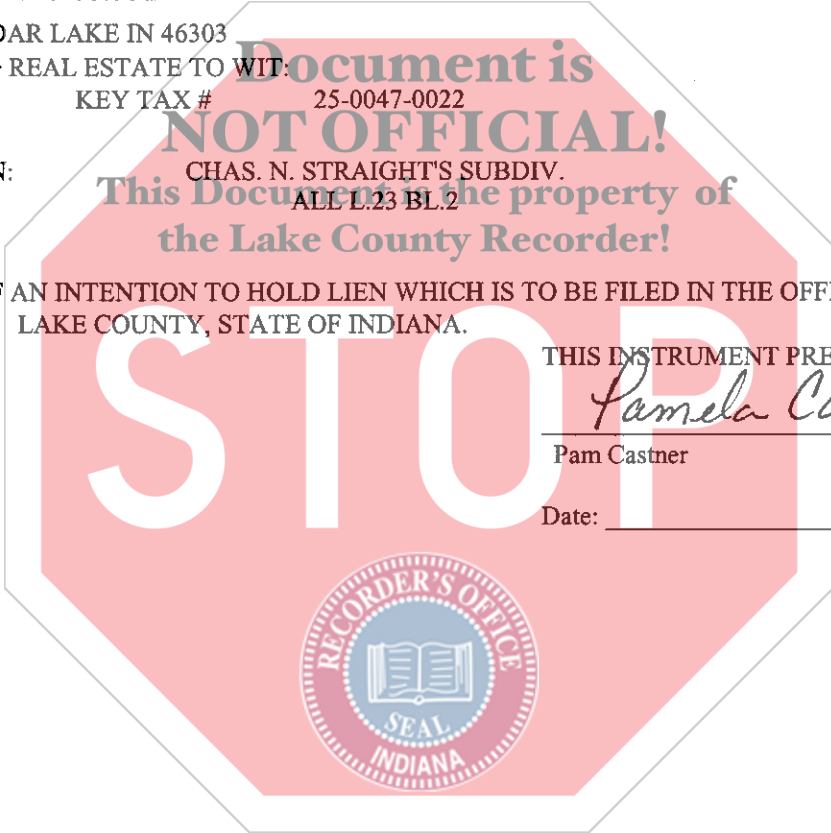 DAR LAKE IN 46303
REAL ESTATE TO WIT:
Document is
KEY TAX # 25-0047-0022
NOT OFFICIAL!
N: CHAS. N. STRAIGHT'S SUBDIV.
This Document is the property of
ALL L.23 BL.2
the Lake County Recorder!
F AN INTENTION TO HOLD LIEN WHICH IS TO BE FILED IN THE OFFI
LAKE COUNTY, STATE OF INDIANA.
STOP
THIS INSTRUMENT PRE
Pamela Ca
Pam Castner
Date:
RECORDER'S OFFICE
SEAL
INDIANA